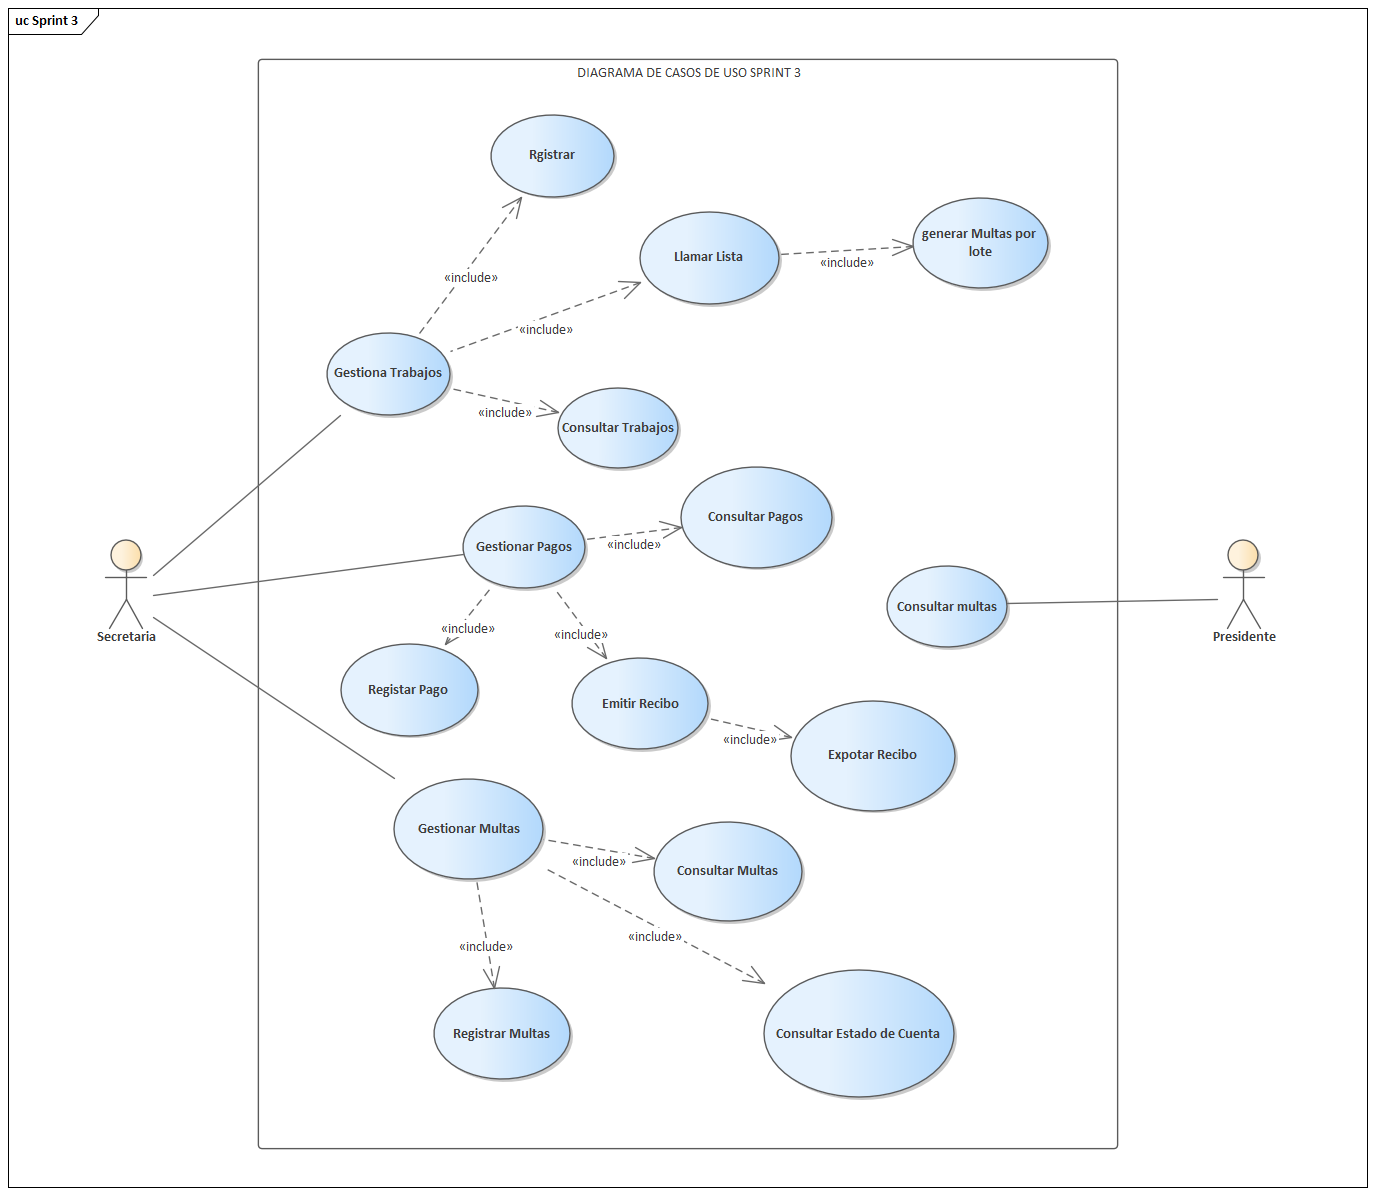 uc Sprint 3
DIAGRAMA DE CASOS DE USO SPRINT 3
Rgistrar
generar Multas por
lote
Llamar Lista
«include»
«include»
«include»
Gestiona Trabajos
«include»
Consultar Trabajos
Consultar Pagos
Gestionar Pagos
«include»
Consultar multas
Secretaria
Presidente
«include»
«include»
Registar Pago
Emitir Recibo
«include»
Expotar Recibo
Gestionar Multas
«include»
Consultar Multas
«include»
«include»
Registrar Multas
Consultar Estado de Cuenta